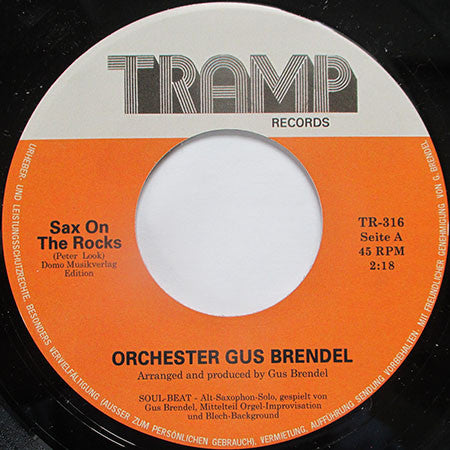 TRAMP
RECORDS
Sax On
The Rocks
(Peter Look)
Domo Musikverlag
Edition
TR-316
Seite A
45 RPM
2:18
ORCHESTER GUS BRENDEL
Arranged and produced by Gus Brendel
SOUL-BEAT - Alt-Saxophon-Solo, gespielt von
Gus Brendel, Mittelteil Orgel-Improvisation
und Blech-Background
URHEBER- UND LEISTUNGSSCHUTZRECHTE, BESONDERS VERVIELFÄLTIGUNG (AUSSER ZUM PERSÖNLICHEN GEBRAUCH), VERMIETUNG, AUFFÜHRUNG SENDUNG VORBEHALTEN. MIT FREUNDLICHER GENEHMIGUNG VON G. BRENDEL.